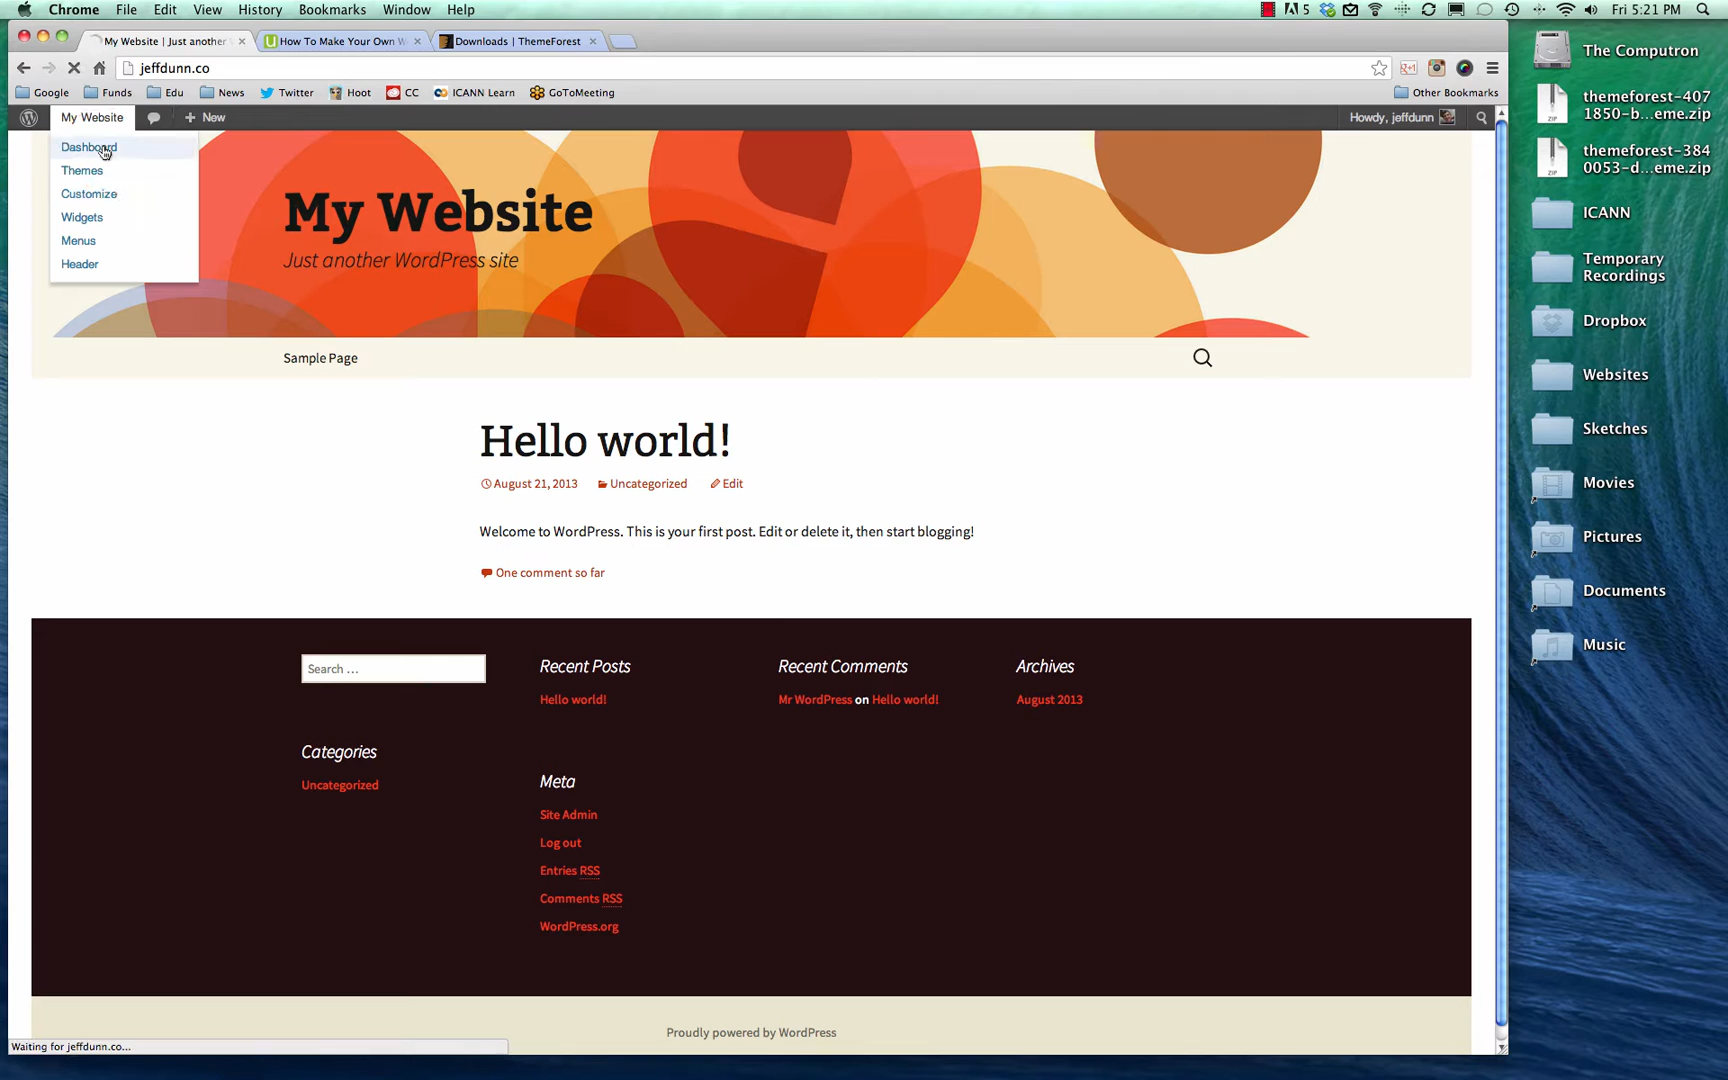 Chrome File Edit View History Bookmarks Window Help
5 Fri 5:21 PM
My Website | Just another
How To Make Your Own W
Downloads | ThemeForest
jeffdunn.co
Google Funds Edu News Twitter Hoot CC ICANN Learn GoToMeeting Other Bookmarks
My Website + New Howdy, jeffdunn
Dashboard
Themes
Customize
Widgets
Menus
Header
My Website
Just another WordPress site
Sample Page
Hello world!
August 21, 2013 Uncategorized Edit
Welcome to WordPress. This is your first post. Edit or delete it, then start blogging!
One comment so far
Search ...
Recent Posts
Hello world!
Recent Comments
Mr WordPress on Hello world!
Archives
August 2013
Categories
Uncategorized
Meta
Site Admin
Log out
Entries RSS
Comments RSS
WordPress.org
Proudly powered by WordPress
Waiting for jeffdunn.co...
The Computron
themeforest-407
1850-b...eme.zip
ZIP
themeforest-384
0053-d...eme.zip
ZIP
ICANN
Temporary
Recordings
Dropbox
Websites
Sketches
Movies
Pictures
Documents
Music